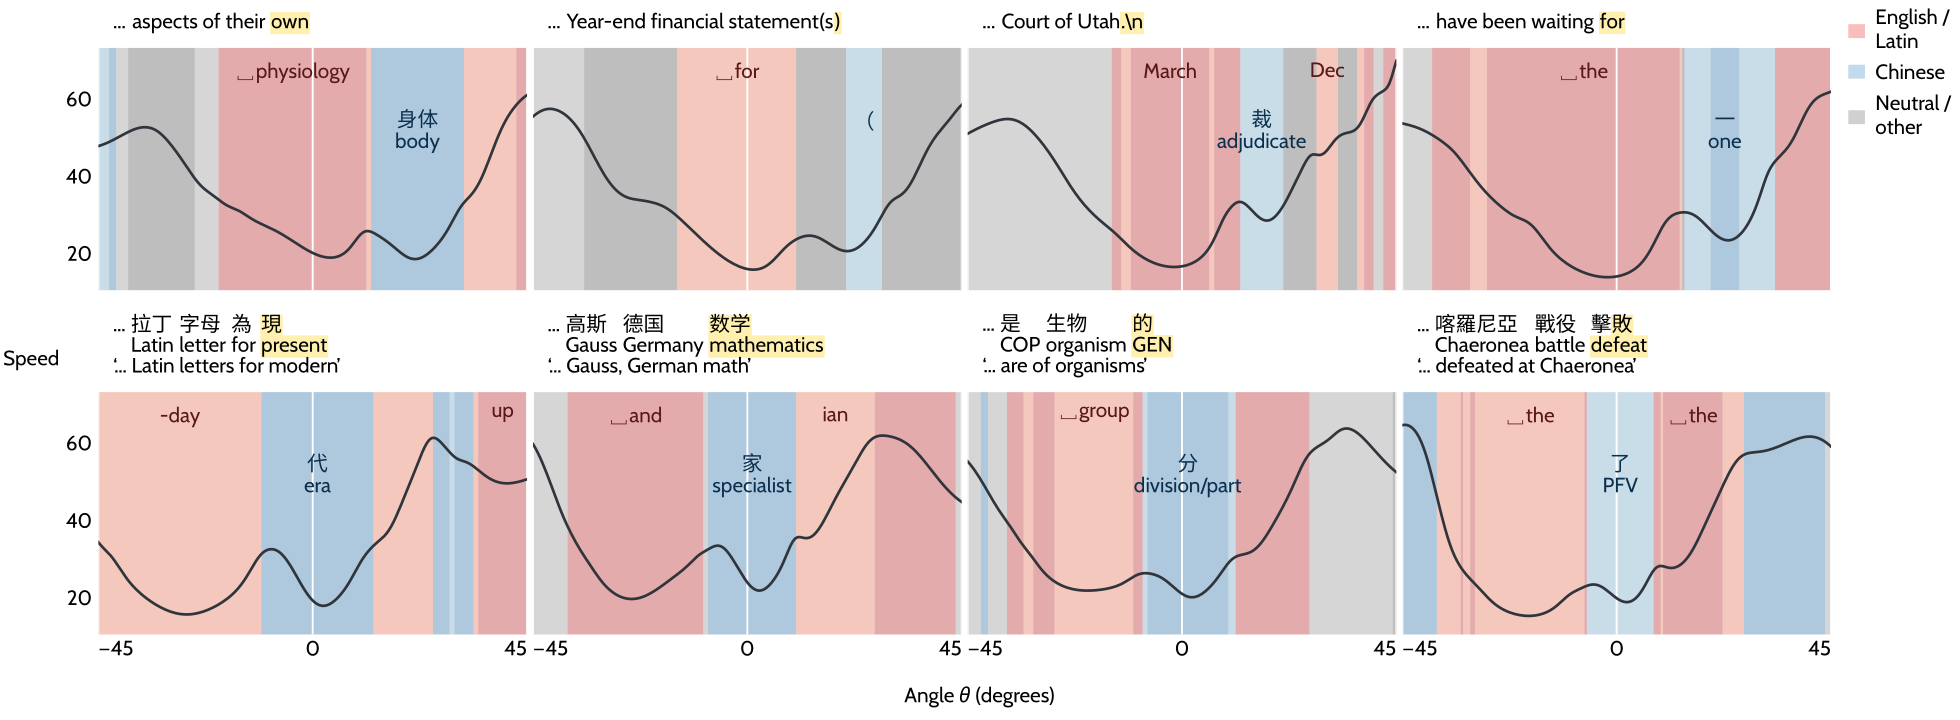 ... aspects of their own
... Year-end financial statement(s)
... Court of Utah.\n
... have been waiting for
English /
Latin
Chinese
Neutral /
other
60
40
20
␣physiology
身体
body
␣for
(
March
裁
adjudicate
Dec
␣the
一
one
Speed
... 拉丁 字母 為 現
Latin letter for present
‘... Latin letters for modern’
... 高斯 德国 数学
Gauss Germany mathematics
‘... Gauss, German math’
... 是 生物 的
COP organism GEN
‘... are of organisms’
... 喀羅尼亞 戰役 擊敗
Chaeronea battle defeat
‘... defeated at Chaeronea’
60
40
20
-day
代
era
up
␣and
家
specialist
ian
␣group
分
division/part
␣the
了
PFV
␣the
−45 0 45
−45 0 45
−45 0 45
−45 0 45
Angle θ (degrees)